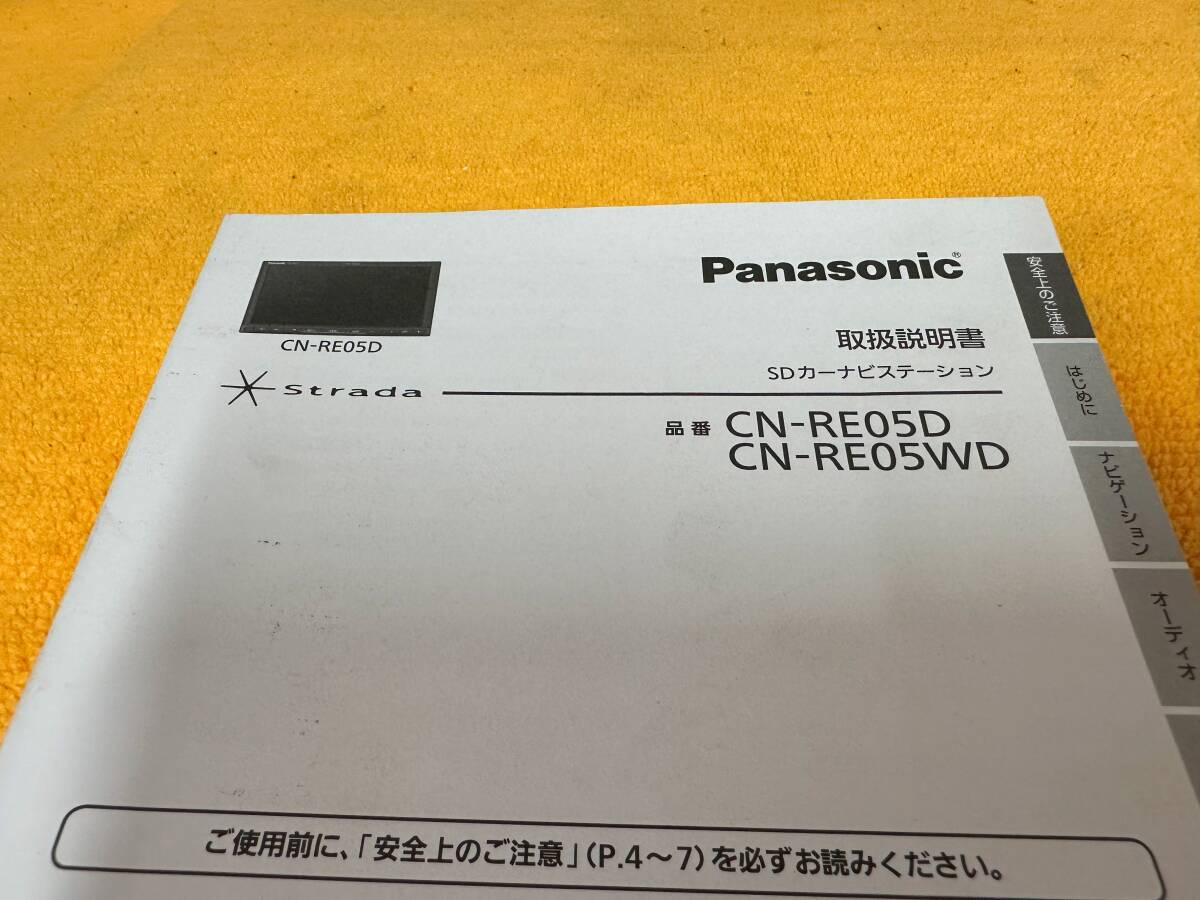 Panasonic®
取扱説明書
SDカーナビステーション
CN-RE05D
Strada
品番 CN-RE05D
CN-RE05WD
安全上のご注意
はじめに
ナビゲーション
オーディオ
ご使用前に、「安全上のご注意」(P.4～7)を必ずお読みください。